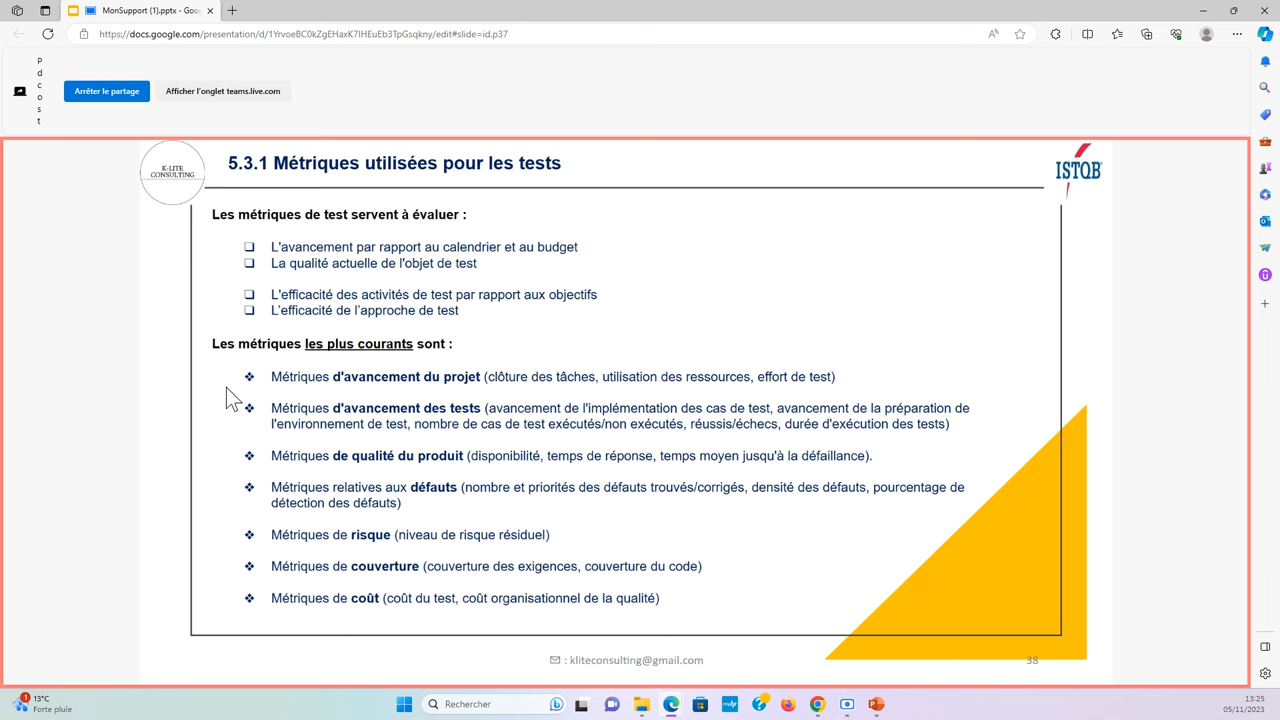 MonSupport (1).pptx - Goo
https://docs.google.com/presentation/d/1YrvoeBC0kZgEHaxK7IHEuEb3TpGsqkny/edit#slide=id.p37
P
d
c
o
s
t
Arrêter le partage
Afficher l'onglet teams.live.com
K-LITE
CONSULTING
5.3.1 Métriques utilisées pour les tests
ISTQB®
Les métriques de test servent à évaluer :
❑ L'avancement par rapport au calendrier et au budget
❑ La qualité actuelle de l'objet de test
❑ L'efficacité des activités de test par rapport aux objectifs
❑ L'efficacité de l'approche de test
Les métriques les plus courants sont :
❖ Métriques d'avancement du projet (clôture des tâches, utilisation des ressources, effort de test)
❖ Métriques d'avancement des tests (avancement de l'implémentation des cas de test, avancement de la préparation de
l'environnement de test, nombre de cas de test exécutés/non exécutés, réussis/échecs, durée d'exécution des tests)
❖ Métriques de qualité du produit (disponibilité, temps de réponse, temps moyen jusqu'à la défaillance).
❖ Métriques relatives aux défauts (nombre et priorités des défauts trouvés/corrigés, densité des défauts, pourcentage de
détection des défauts)
❖ Métriques de risque (niveau de risque résiduel)
❖ Métriques de couverture (couverture des exigences, couverture du code)
❖ Métriques de coût (coût du test, coût organisationnel de la qualité)
: kliteconsulting@gmail.com
38
1
13°C
Forte pluie
Rechercher
13:25
05/11/2023